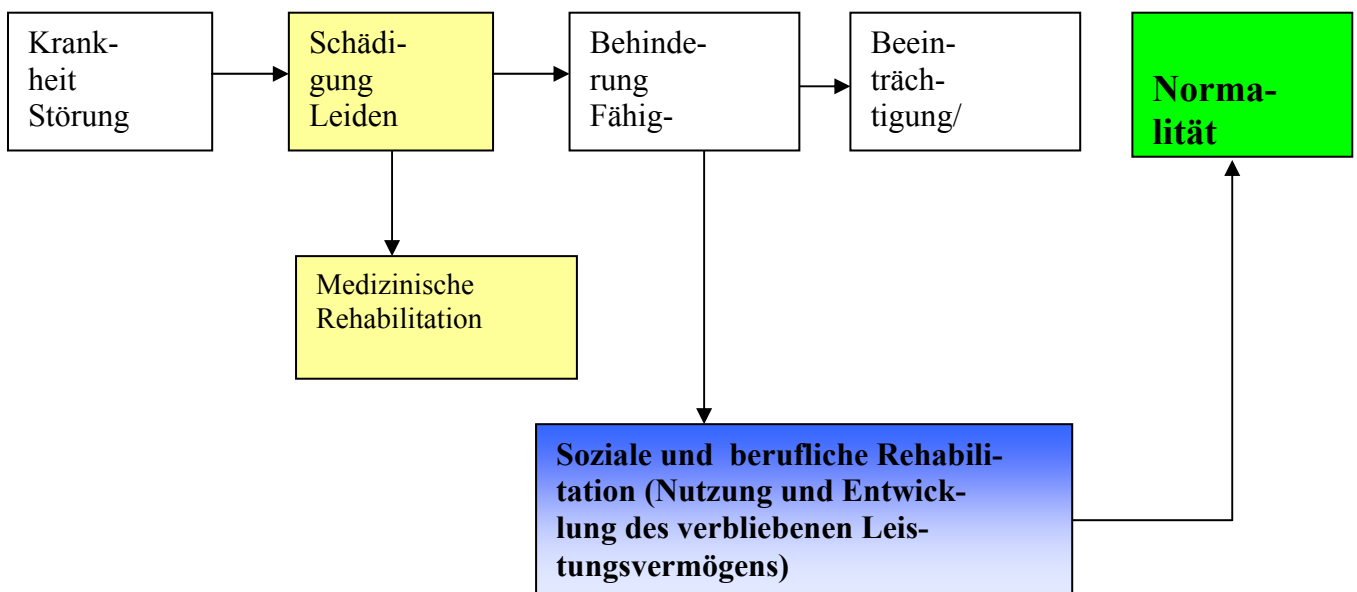 Krank-
heit
Störung
Schädi-
gung
Leiden
Behinde-
rung
Fähig-
Beein-
träch-
tigung/
Norma-
lität
Medizinische
Rehabilitation
Soziale und  berufliche Rehabili-
tation (Nutzung und Entwick-
lung des verbliebenen Leis-
tungsvermögens)